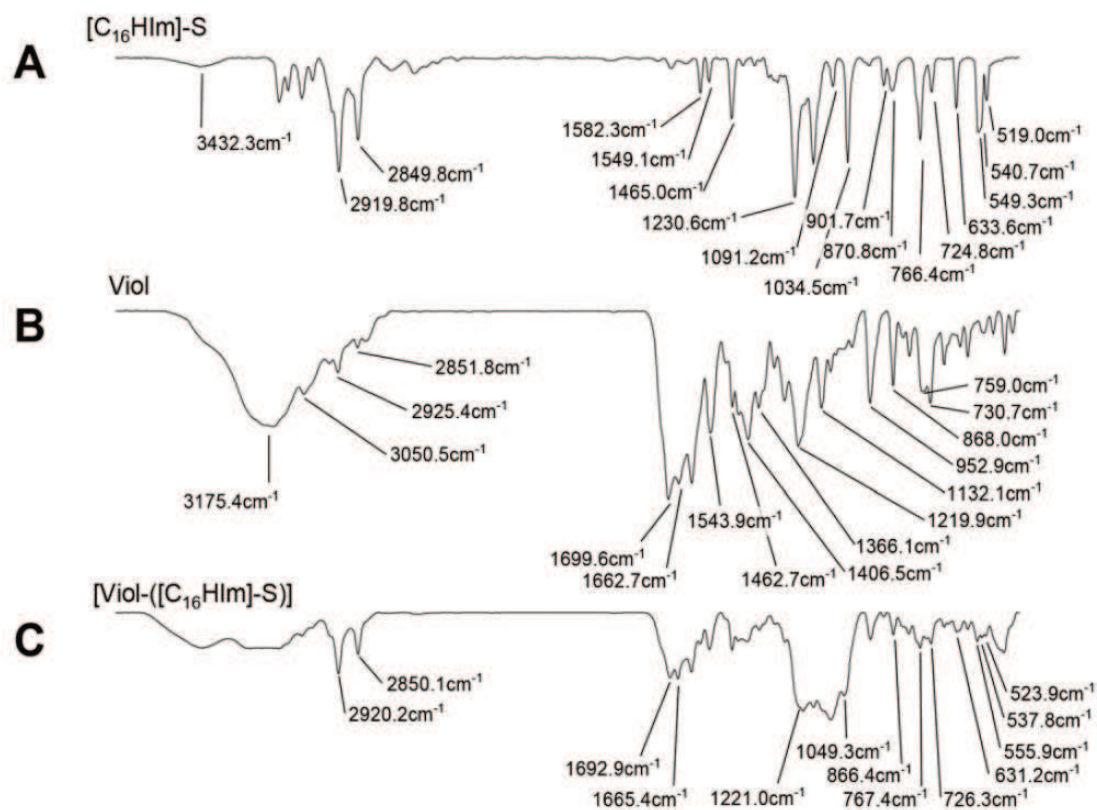 [C₁₆HIm]-S
A
3432.3cm⁻¹
2919.8cm⁻¹
2849.8cm⁻¹
1582.3cm⁻¹
1549.1cm⁻¹
1465.0cm⁻¹
1230.6cm⁻¹
1091.2cm⁻¹
1034.5cm⁻¹
901.7cm⁻¹
870.8cm⁻¹
766.4cm⁻¹
724.8cm⁻¹
633.6cm⁻¹
549.3cm⁻¹
540.7cm⁻¹
519.0cm⁻¹
Viol
B
3175.4cm⁻¹
3050.5cm⁻¹
2925.4cm⁻¹
2851.8cm⁻¹
1699.6cm⁻¹
1662.7cm⁻¹
1543.9cm⁻¹
1462.7cm⁻¹
1406.5cm⁻¹
1366.1cm⁻¹
1219.9cm⁻¹
1132.1cm⁻¹
952.9cm⁻¹
868.0cm⁻¹
730.7cm⁻¹
759.0cm⁻¹
[Viol-([C₁₆HIm]-S)]
C
2920.2cm⁻¹
2850.1cm⁻¹
1692.9cm⁻¹
1665.4cm⁻¹
1221.0cm⁻¹
1049.3cm⁻¹
866.4cm⁻¹
767.4cm⁻¹
726.3cm⁻¹
631.2cm⁻¹
555.9cm⁻¹
537.8cm⁻¹
523.9cm⁻¹